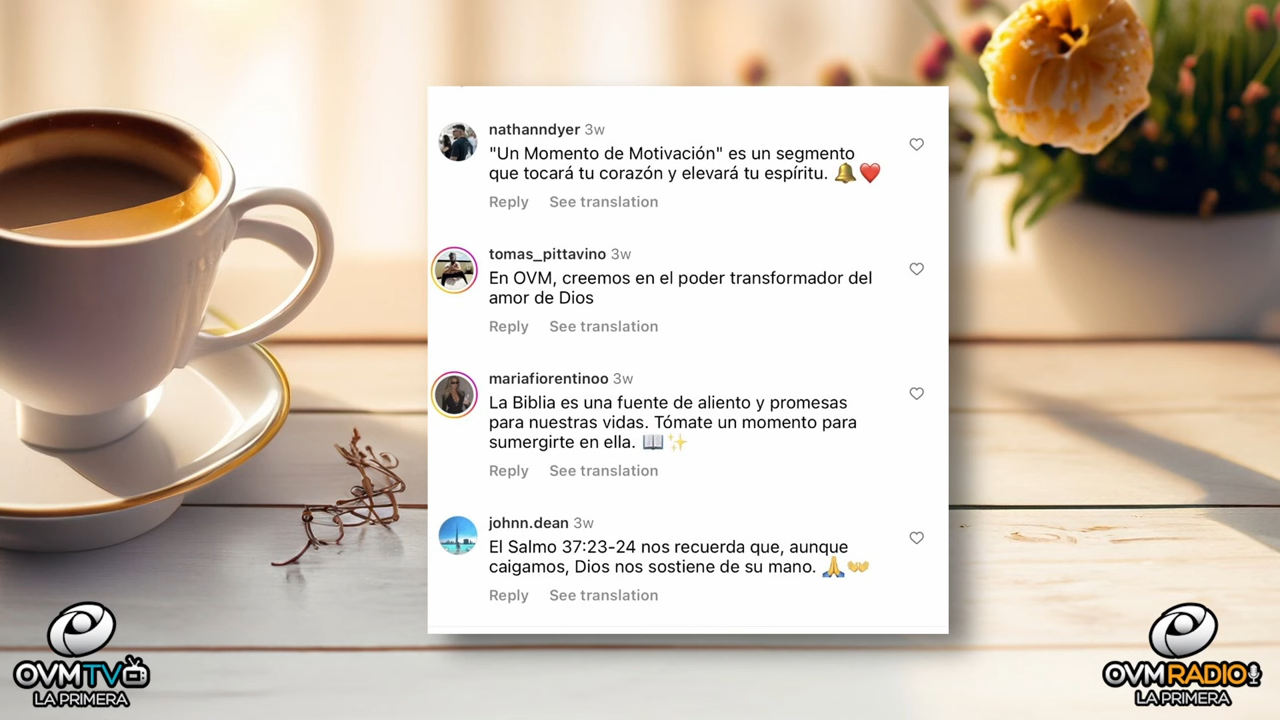 nathanndyer 3w
"Un Momento de Motivación" es un segmento
que tocará tu corazón y elevará tu espíritu. 🔔❤️
Reply See translation
tomas_pittavino 3w
En OVM, creemos en el poder transformador del
amor de Dios
Reply See translation
mariafiorentinoo 3w
La Biblia es una fuente de aliento y promesas
para nuestras vidas. Tómate un momento para
sumergirte en ella. 📖✨
Reply See translation
johnn.dean 3w
El Salmo 37:23-24 nos recuerda que, aunque
caigamos, Dios nos sostiene de su mano. 🙏👐
Reply See translation
OVMTV
LA PRIMERA
OVMRADIO
LA PRIMERA